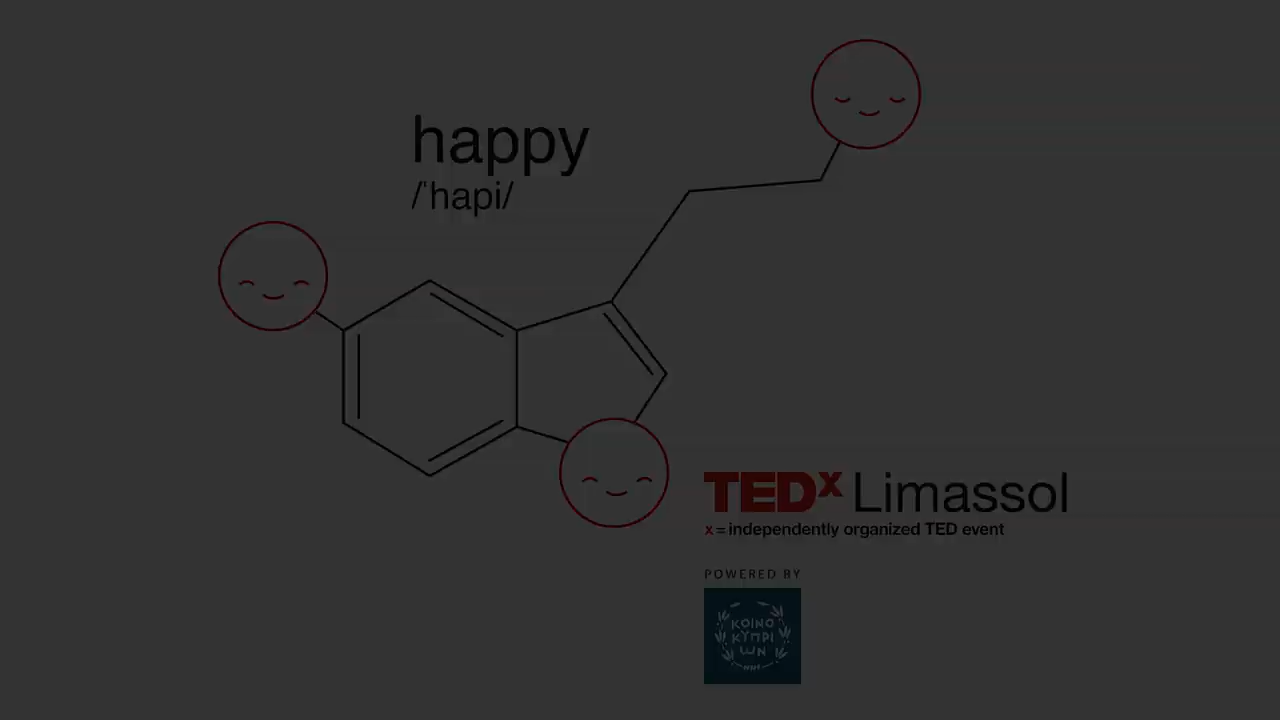 happy
/ˈhapi/
TEDx Limassol
x = independently organized TED event
POWERED BY
ΚΟΙΝΟ
ΚΥΠΡΙ
ΩΝ